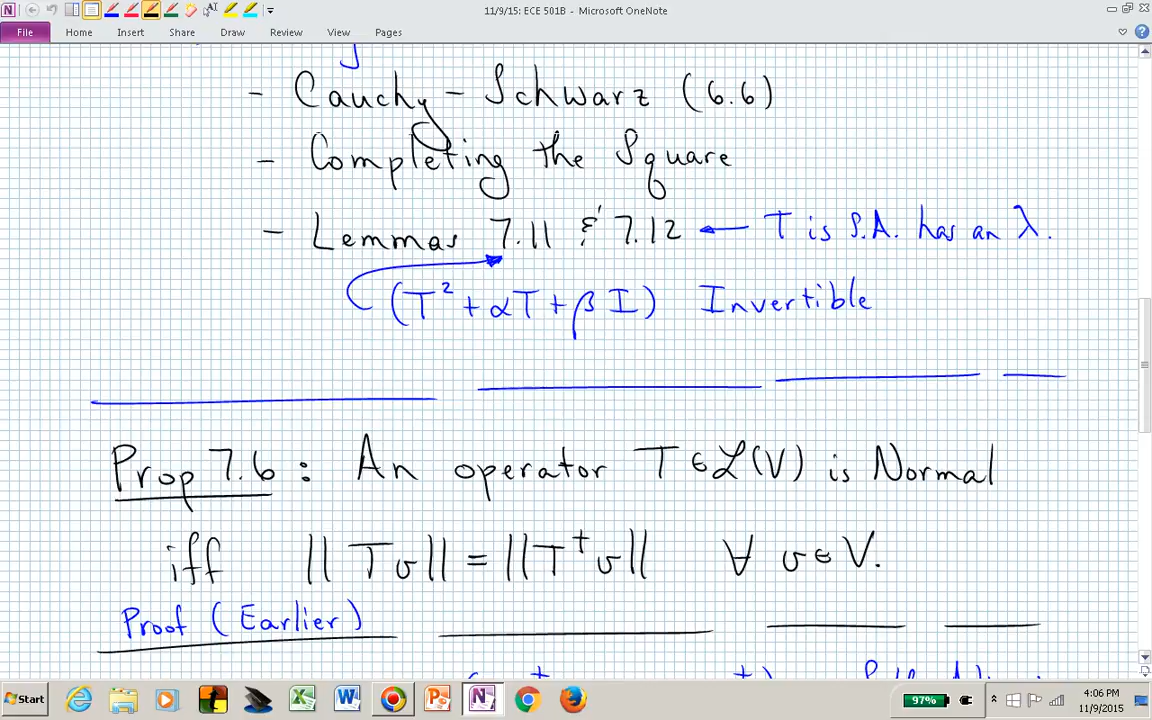 11/9/15: ECE 501B - Microsoft OneNote
File Home Insert Share Draw Review View Pages
- Cauchy - Schwarz (6.6)
- Completing the Square
- Lemmas 7.11 & 7.12 ← T is S.A. has an λ.
(T² + αT + βI) Invertible
Prop 7.6 : An operator T ∈ ℒ(V) is Normal
iff || Tv || = || T†v || ∀ v ∈ V.
Proof (Earlier)
Start
97%
4:06 PM
11/9/2015